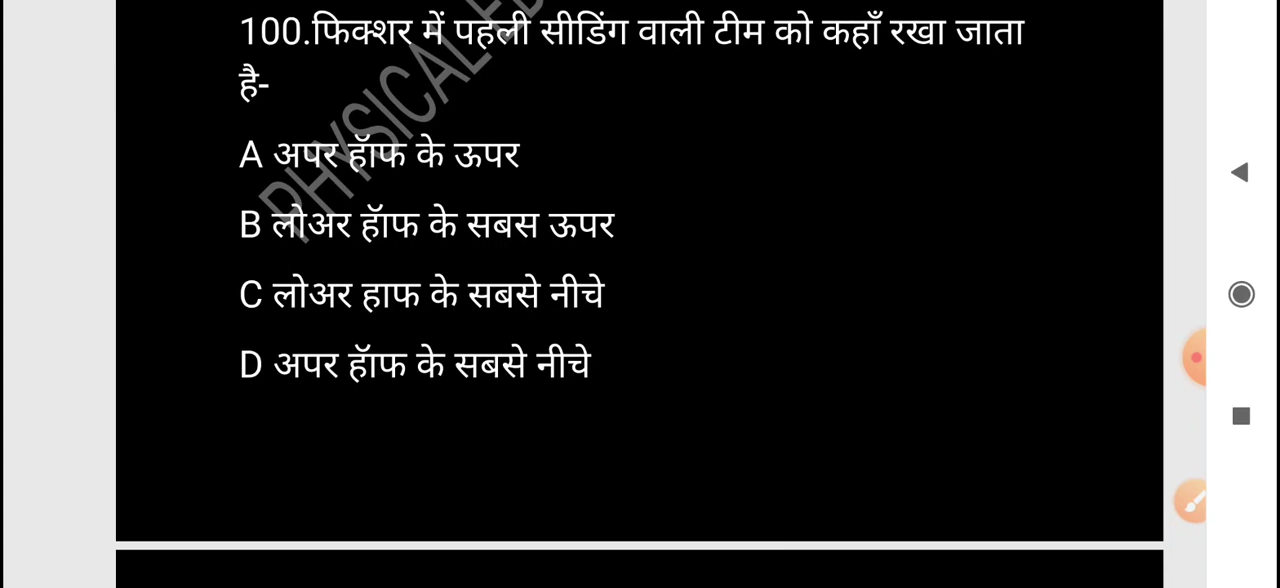 100.फिक्शर में पहली सीडिंग वाली टीम को कहाँ रखा जाता
है-
A अपर हॅाफ के ऊपर
B लोअर हॅाफ के सबस ऊपर
C लोअर हाफ के सबसे नीचे
D अपर हॅाफ के सबसे नीचे
PHYSICAL